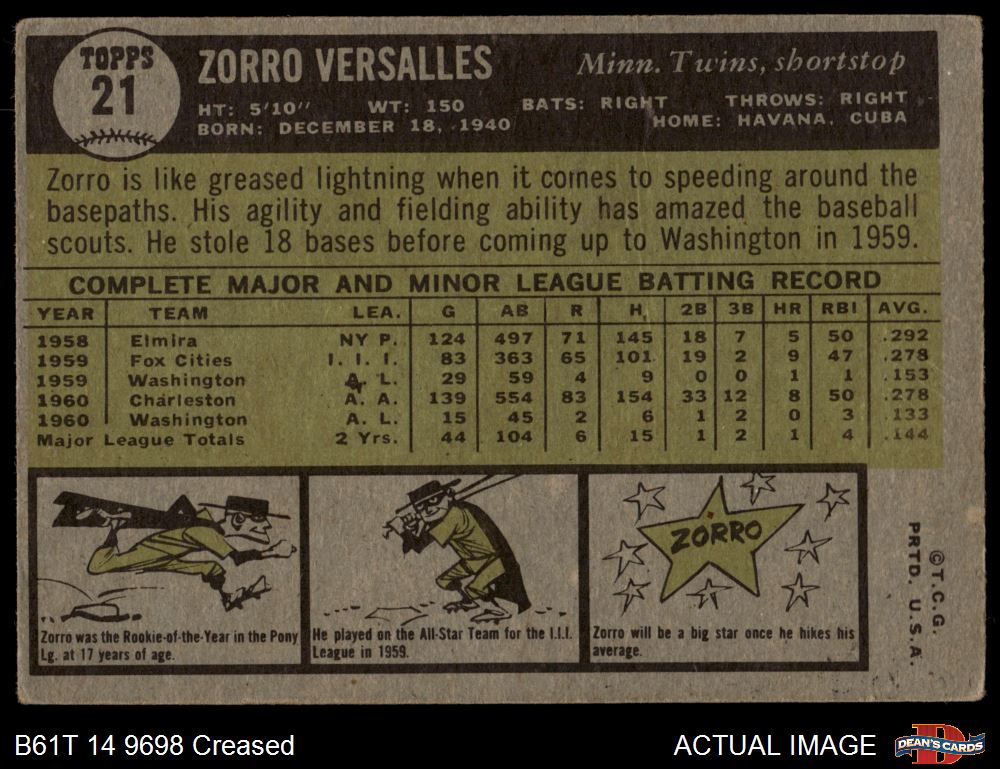 TOPPS
21
ZORRO VERSALLES
Minn. Twins, shortstop
HT: 5'10" WT: 150 BATS: RIGHT THROWS: RIGHT
BORN: DECEMBER 18, 1940 HOME: HAVANA, CUBA
Zorro is like greased lightning when it comes to speeding around the
basepaths. His agility and fielding ability has amazed the baseball
scouts. He stole 18 bases before coming up to Washington in 1959.
COMPLETE MAJOR AND MINOR LEAGUE BATTING RECORD
YEAR TEAM LEA. G AB R H 2B 3B HR RBI AVG.
1958 Elmira NY P. 124 497 71 145 18 7 5 50 .292
1959 Fox Cities I. I. I. 83 363 65 101 19 2 9 47 .278
1959 Washington A. L. 29 59 4 9 0 0 1 1 .153
1960 Charleston A. A. 139 554 83 154 33 12 8 50 .278
1960 Washington A. L. 15 45 2 6 1 2 0 3 .133
Major League Totals 2 Yrs. 44 104 6 15 1 2 1 4 .144
Zorro was the Rookie-of-the-Year in the Pony
Lg. at 17 years of age.
He played on the All-Star Team for the I.I.I.
League in 1959.
ZORRO
Zorro will be a big star once he hikes his
average.
©T.C.G.
PRTD. U.S.A.
B61T 14 9698 Creased
ACTUAL IMAGE
DEAN'S CARDS